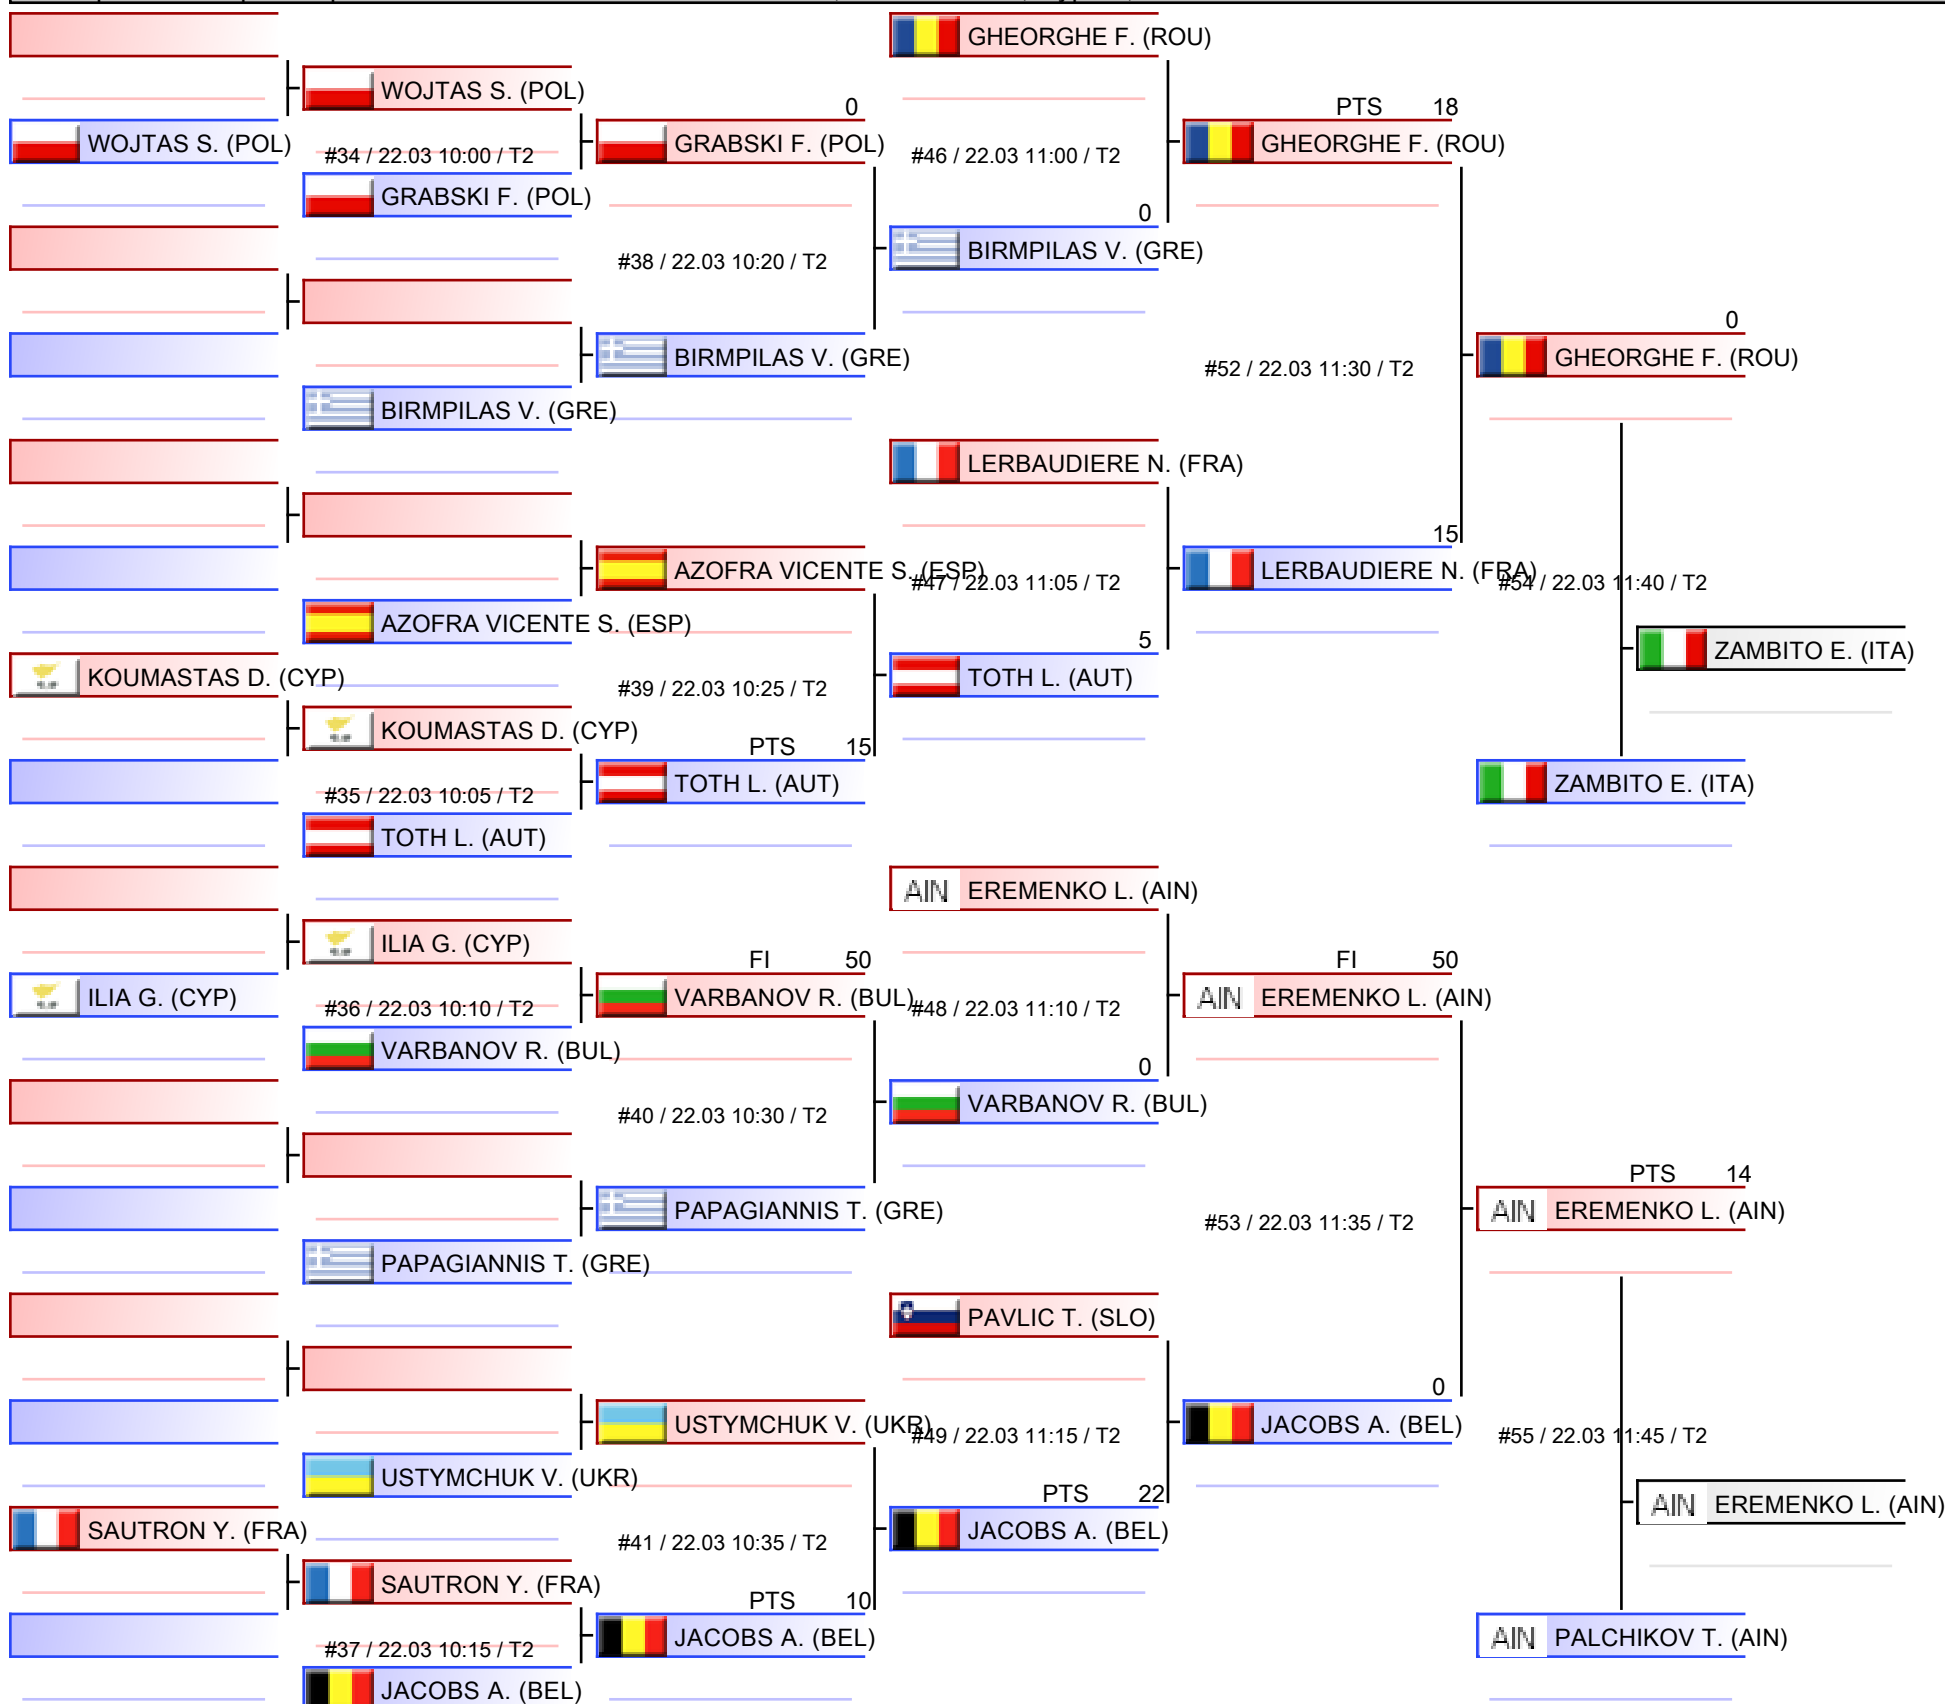 GHEORGHE F. (ROU)
WOJTAS S. (POL)
0
PTS 18
WOJTAS S. (POL)
#34 / 22.03 10:00 / T2
GRABSKI F. (POL)
#46 / 22.03 11:00 / T2
GHEORGHE F. (ROU)
GRABSKI F. (POL)
0
#38 / 22.03 10:20 / T2
BIRMPILAS V. (GRE)
0
BIRMPILAS V. (GRE)
#52 / 22.03 11:30 / T2
GHEORGHE F. (ROU)
BIRMPILAS V. (GRE)
LERBAUDIERE N. (FRA)
15
AZOFRA VICENTE S. (ESP)
#47 / 22.03 11:05 / T2
LERBAUDIERE N. (FRA)
#54 / 22.03 11:40 / T2
AZOFRA VICENTE S. (ESP)
5
ZAMBITO E. (ITA)
KOUMASTAS D. (CYP)
#39 / 22.03 10:25 / T2
TOTH L. (AUT)
KOUMASTAS D. (CYP)
PTS 15
#35 / 22.03 10:05 / T2
TOTH L. (AUT)
ZAMBITO E. (ITA)
TOTH L. (AUT)
EREMENKO L. (AIN)
AIN
ILIA G. (CYP)
FI 50
FI 50
ILIA G. (CYP)
#36 / 22.03 10:10 / T2
VARBANOV R. (BUL)
#48 / 22.03 11:10 / T2
AIN
EREMENKO L. (AIN)
VARBANOV R. (BUL)
0
#40 / 22.03 10:30 / T2
VARBANOV R. (BUL)
PTS 14
PAPAGIANNIS T. (GRE)
#53 / 22.03 11:35 / T2
AIN
EREMENKO L. (AIN)
PAPAGIANNIS T. (GRE)
PAVLIC T. (SLO)
0
USTYMCHUK V. (UKR)
#49 / 22.03 11:15 / T2
JACOBS A. (BEL)
#55 / 22.03 11:45 / T2
USTYMCHUK V. (UKR)
PTS 22
AIN
EREMENKO L. (AIN)
SAUTRON Y. (FRA)
#41 / 22.03 10:35 / T2
JACOBS A. (BEL)
SAUTRON Y. (FRA)
PTS 10
#37 / 22.03 10:15 / T2
JACOBS A. (BEL)
AIN
PALCHIKOV T. (AIN)
JACOBS A. (BEL)